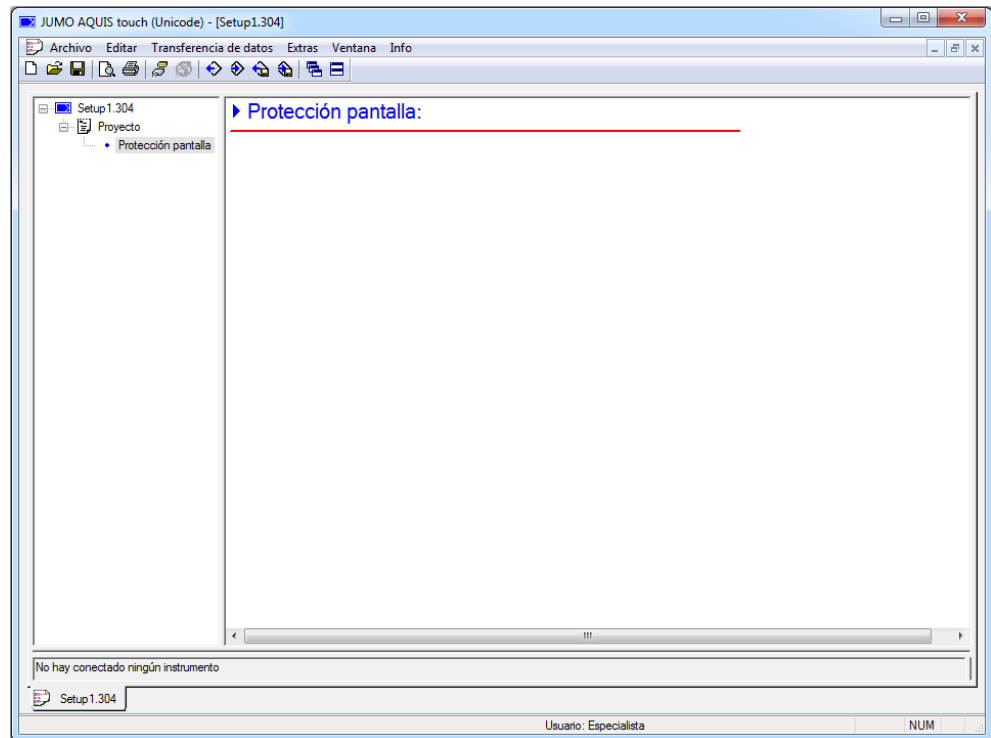 JUMO AQUIS touch (Unicode) - [Setup1.304]
Archivo Editar Transferencia de datos Extras Ventana Info
Setup1.304
Proyecto
Protección pantalla
Protección pantalla:
No hay conectado ningún instrumento
Setup1.304
Usuario: Especialista NUM